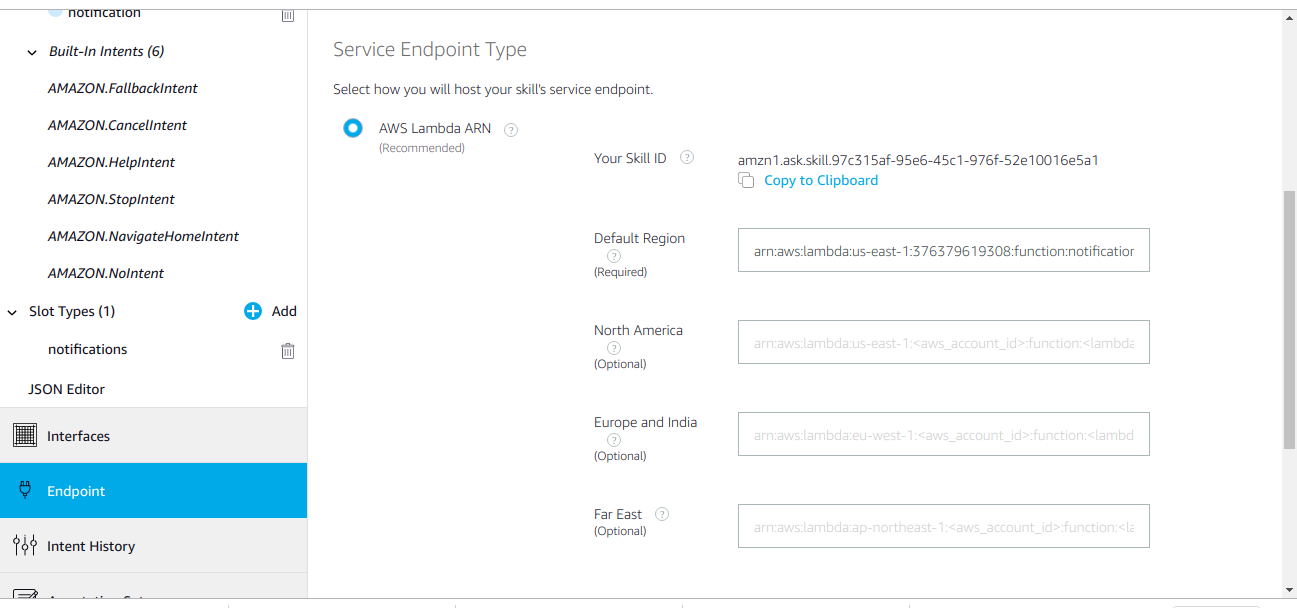 notification
Built-In Intents (6)
AMAZON.FallbackIntent
AMAZON.CancelIntent
AMAZON.HelpIntent
AMAZON.StopIntent
AMAZON.NavigateHomeIntent
AMAZON.NoIntent
Slot Types (1)
Add
notifications
JSON Editor
Interfaces
Endpoint
Intent History
Service Endpoint Type
Select how you will host your skill's service endpoint.
AWS Lambda ARN ?
(Recommended)
Your Skill ID ?
amzn1.ask.skill.97c315af-95e6-45c1-976f-52e10016e5a1
Copy to Clipboard
Default Region
?
(Required)
arn:aws:lambda:us-east-1:376379619308:function:notification
North America
?
(Optional)
arn:aws:lambda:us-east-1:<aws_account_id>:function:<lambda
Europe and India
?
(Optional)
arn:aws:lambda:eu-west-1:<aws_account_id>:function:<lambd
Far East ?
(Optional)
arn:aws:lambda:ap-northeast-1:<aws_account_id>:function:<la